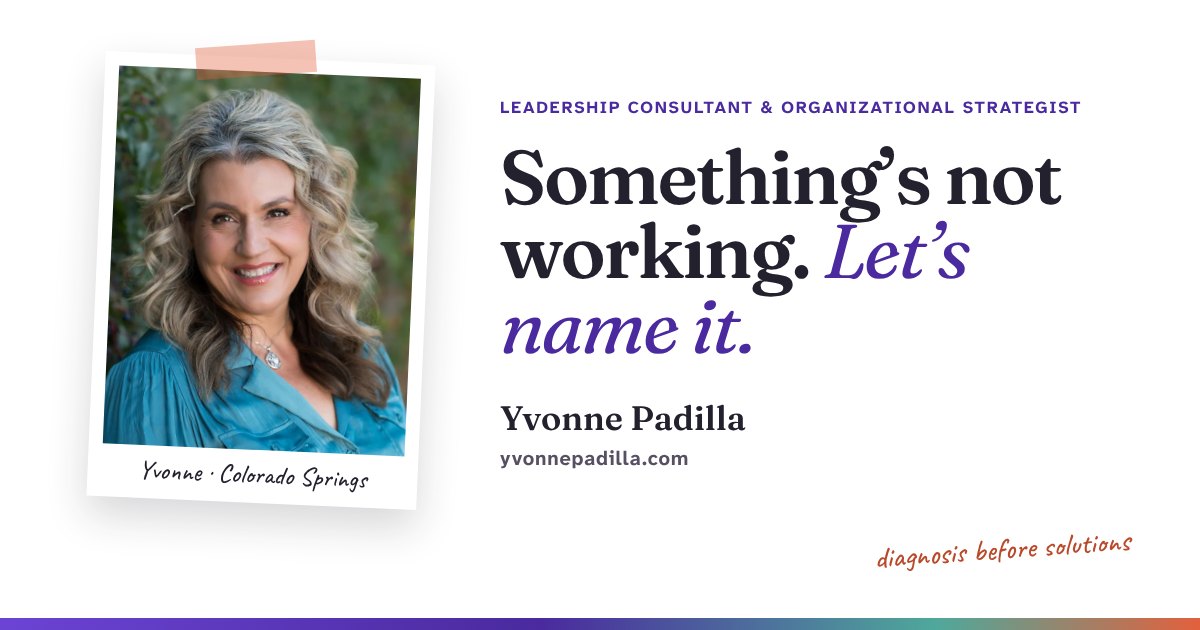 LEADERSHIP CONSULTANT & ORGANIZATIONAL STRATEGIST
Something’s not
working. Let’s
name it.
Yvonne Padilla
yvonnepadilla.com
Yvonne · Colorado Springs
diagnosis before solutions